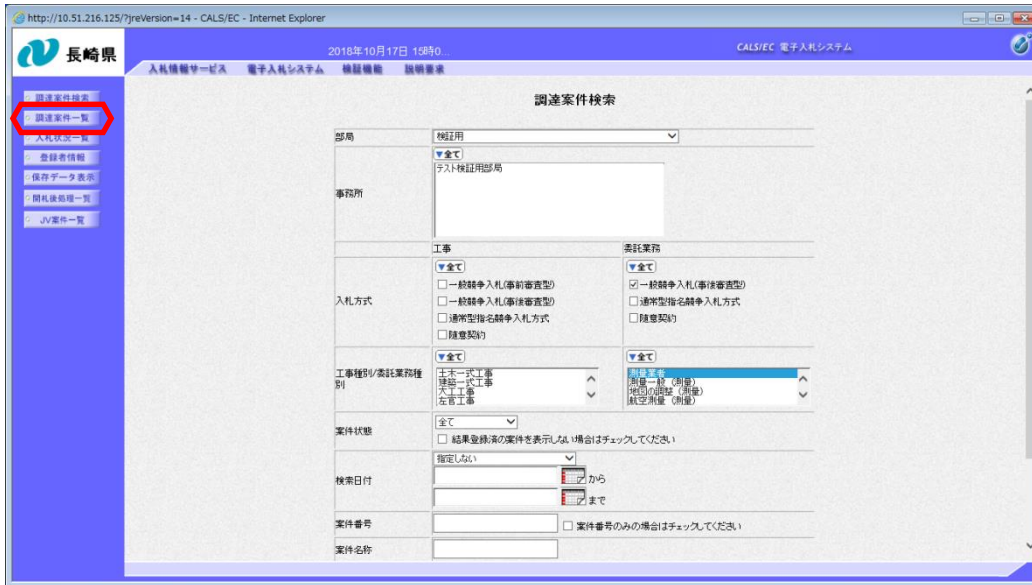 http://10.51.216.125/?jreVersion=14 - CALS/EC - Internet Explorer
長崎県
2018年10月17日 15時0...
CALS/EC 電子入札システム
入札情報サービス 電子入札システム 検証機能 説明要求
調達案件検索
調達案件一覧
入札状況一覧
登録者情報
保存データ表示
開札後処理一覧
JV案件一覧
調達案件検索
部局 検証用
事務所 ▼全て
テスト検証用部局
工事 委託業務
入札方式
▼全て ▼全て
一般競争入札(事前審査型) 一般競争入札(事後審査型)
一般競争入札(事後審査型) 通常型指名競争入札方式
通常型指名競争入札方式 随意契約
随意契約
工事種別/委託業務種別
▼全て ▼全て
土木一式工事 測量業者
建築一式工事 測量一般（測量）
大工工事 地図の調整（測量）
左官工事 航空測量（測量）
案件状態 全て
結果登録済の案件を表示しない場合はチェックしてください
検索日付 指定しない
から
まで
案件番号 案件番号のみの場合はチェックしてください
案件名称